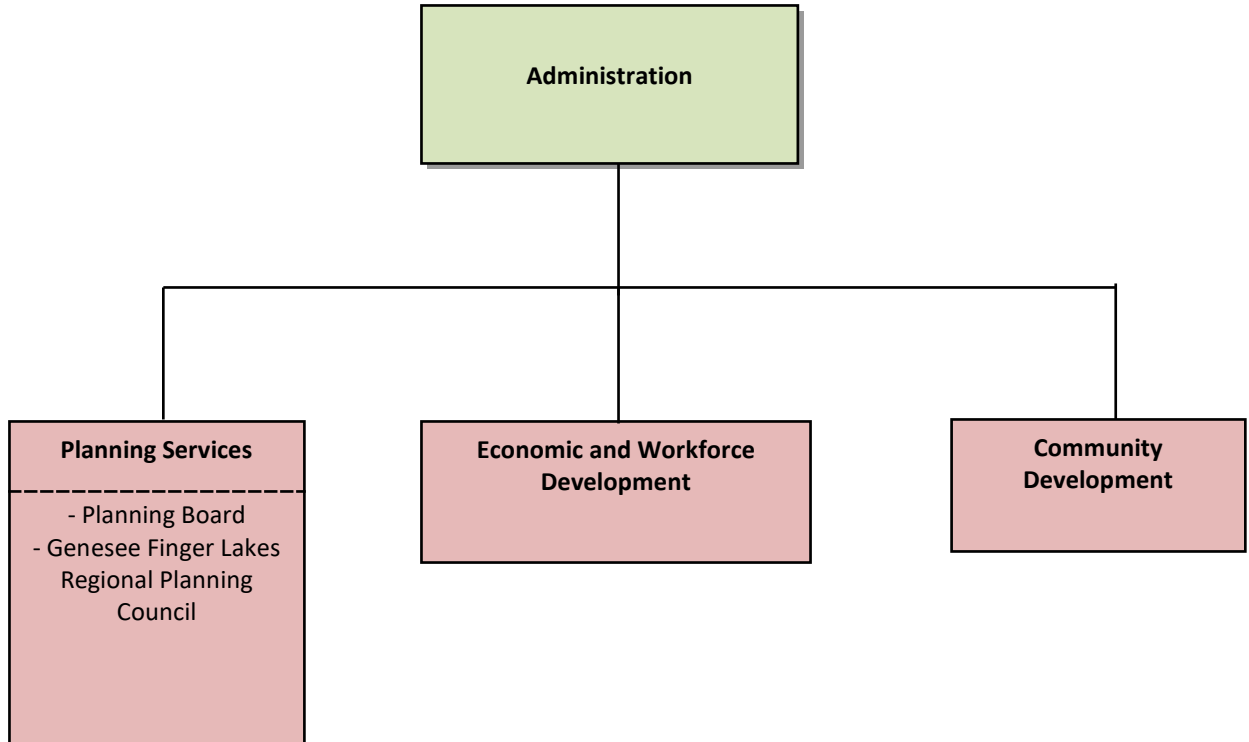 Administration
Planning Services
- Planning Board
- Genesee Finger Lakes
Regional Planning
Council
Economic and Workforce
Development
Community
Development